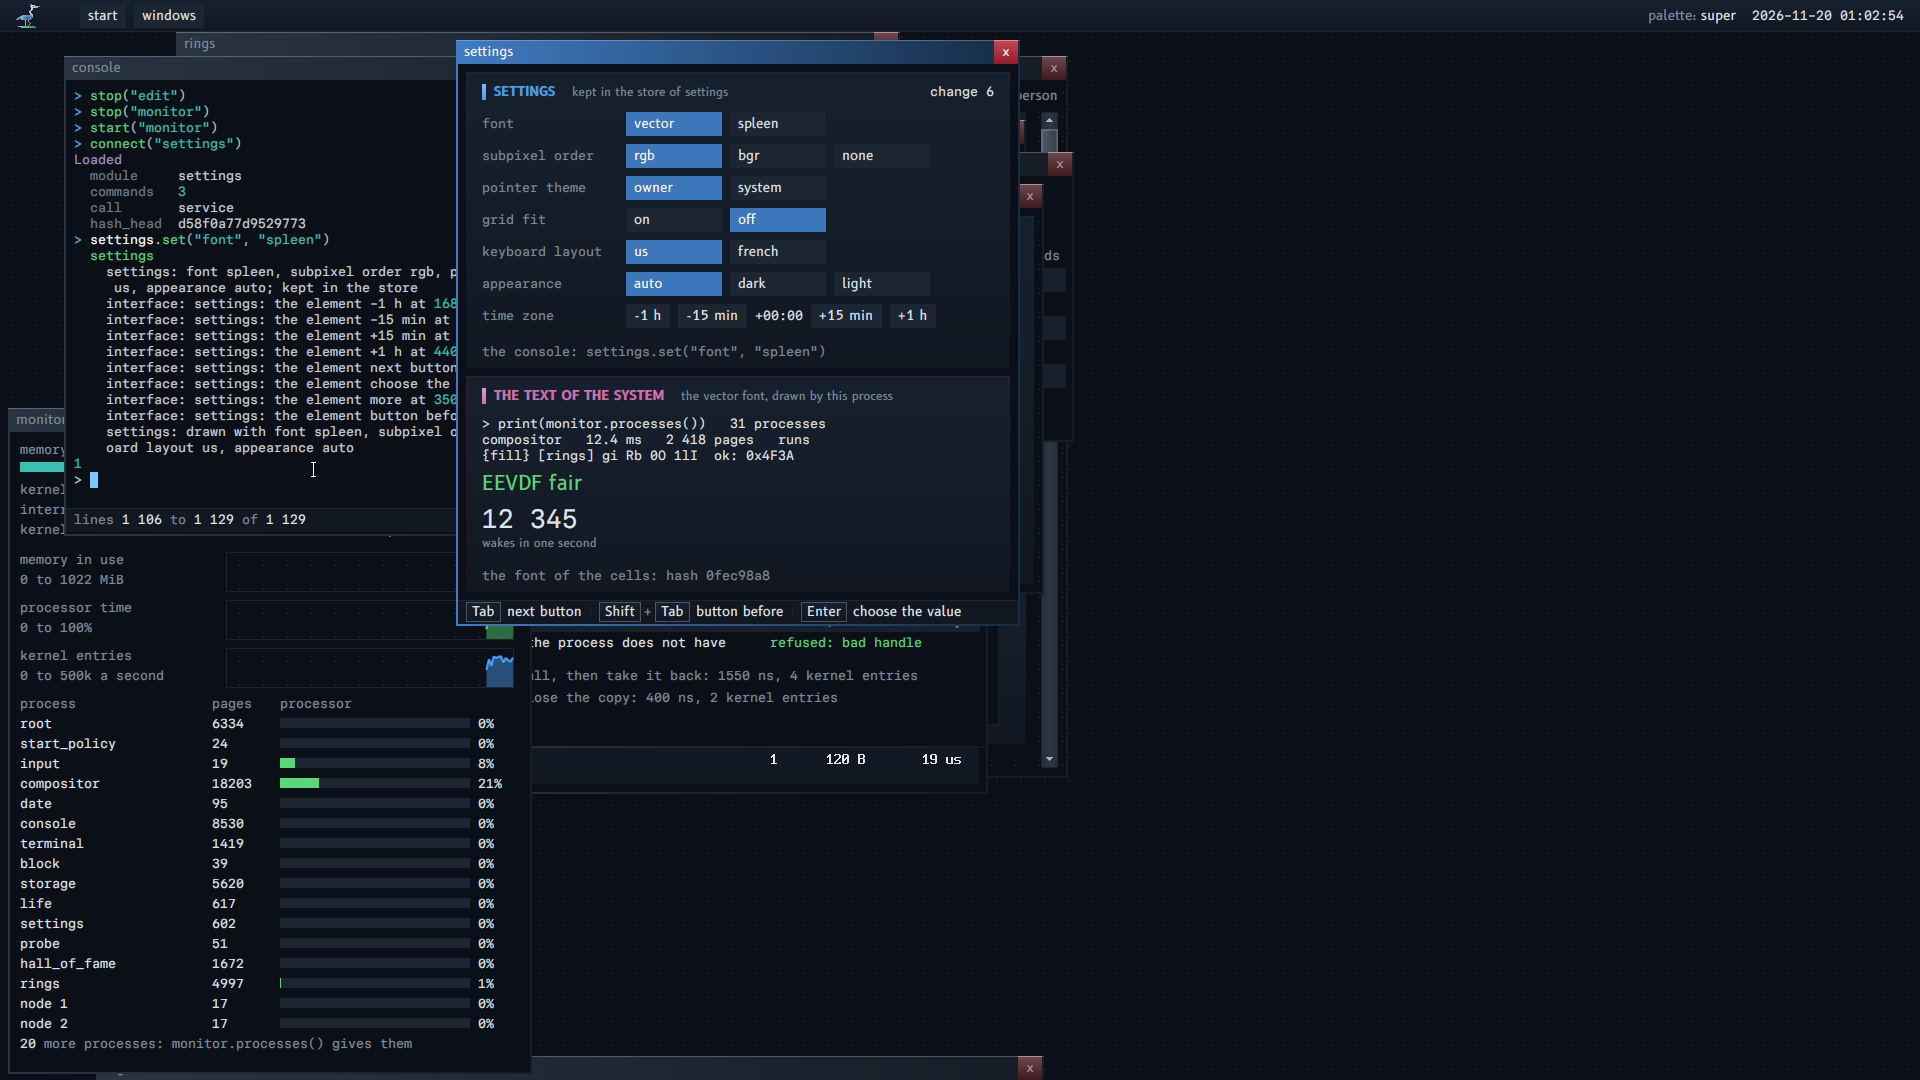 start windows palette: super 2026-11-20 01:02:54
rings
console
> stop("edit")
> stop("monitor")
> start("monitor")
> connect("settings")
Loaded
module settings
commands 3
call service
hash_head d58f0a77d9529773
> settings.set("font", "spleen")
settings
settings: font spleen, subpixel order rgb, p
us, appearance auto; kept in the store
interface: settings: the element -1 h at 168
interface: settings: the element -15 min at
interface: settings: the element +15 min at
interface: settings: the element +1 h at 440
interface: settings: the element next button
interface: settings: the element choose the
interface: settings: the element more at 350
interface: settings: the element button befo
settings: drawn with font spleen, subpixel o
oard layout us, appearance auto
1
>
lines 1 106 to 1 129 of 1 129
settings x
SETTINGS kept in the store of settings change 6
font vector spleen
subpixel order rgb bgr none
pointer theme owner system
grid fit on off
keyboard layout us french
appearance auto dark light
time zone -1 h -15 min +00:00 +15 min +1 h
the console: settings.set("font", "spleen")
THE TEXT OF THE SYSTEM the vector font, drawn by this process
> print(monitor.processes()) 31 processes
compositor 12.4 ms 2 418 pages runs
{fill} [rings] gi Rb 0O 1lI ok: 0x4F3A
EEVDF fair
12 345
wakes in one second
the font of the cells: hash 0fec98a8
Tab next button Shift + Tab button before Enter choose the value
x
erson
x
x
ds
the process does not have refused: bad handle
all, then take it back: 1550 ns, 4 kernel entries
ose the copy: 400 ns, 2 kernel entries
1 120 B 19 us
x
monitor
memory
kernel
inter
kernel
memory in use
0 to 1022 MiB
processor time
0 to 100%
kernel entries
0 to 500k a second
process pages processor
root 6334 0%
start_policy 24 0%
input 19 8%
compositor 18203 21%
date 95 0%
console 8530 0%
terminal 1419 0%
block 39 0%
storage 5620 0%
life 617 0%
settings 602 0%
probe 51 0%
hall_of_fame 1672 0%
rings 4997 1%
node 1 17 0%
node 2 17 0%
20 more processes: monitor.processes() gives them